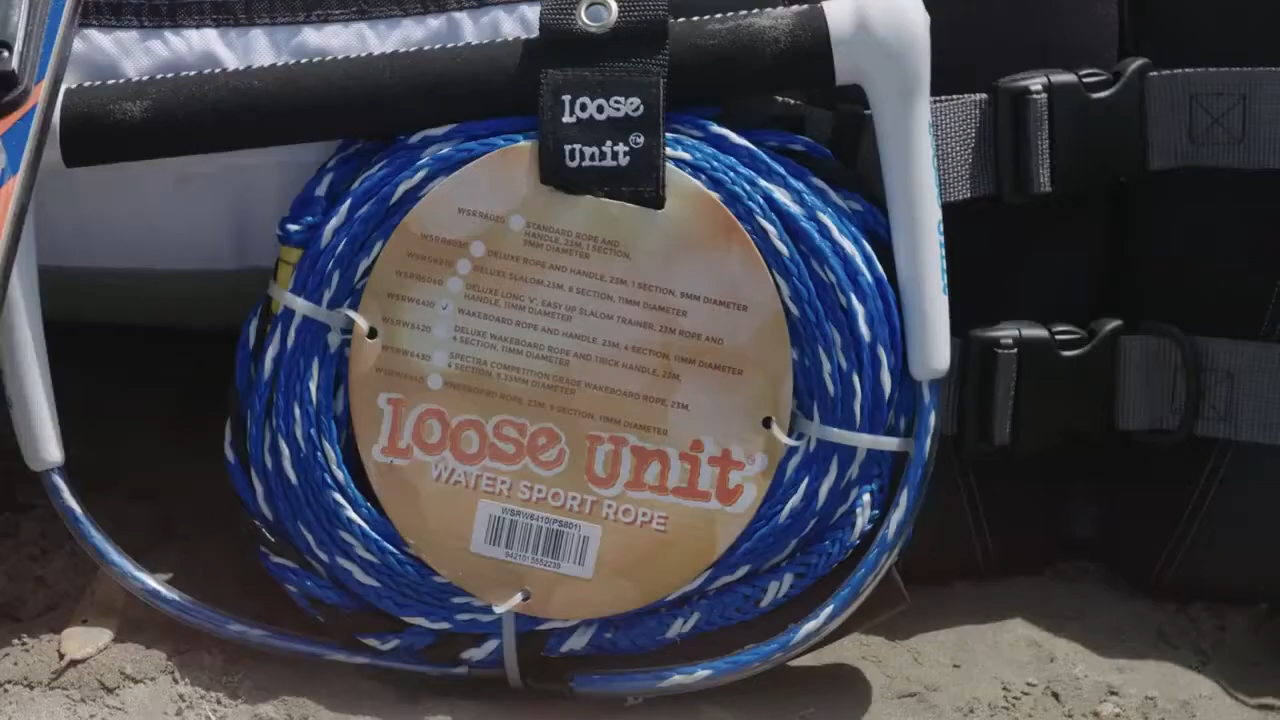 Loose
Unit™
WSRR6020 STANDARD ROPE AND
HANDLE, 23M, 1 SECTION,
9MM DIAMETER
DELUXE ROPE AND HANDLE, 23M, 1 SECTION, 9MM DIAMETER
DELUXE SLALOM,23M, 8 SECTION, 11MM DIAMETER
DELUXE LONG 'V', EASY UP SLALOM TRAINER, 23M ROPE AND
HANDLE, 11MM DIAMETER
WSRW6410 WAKEBOARD ROPE AND HANDLE, 23M, 4 SECTION, 11MM DIAMETER
WSRW6420 DELUXE WAKEBOARD ROPE AND TRICK HANDLE, 23M,
4 SECTION, 11MM DIAMETER
WSRW6430 SPECTRA COMPETITION GRADE WAKEBOARD ROPE, 23M,
4 SECTION, 9.35MM DIAMETER
KNEEBOARD ROPE, 23M, 9 SECTION, 11MM DIAMETER
Loose Unit®
WATER SPORT ROPE
WSRW6410(PS801)
9421015552239